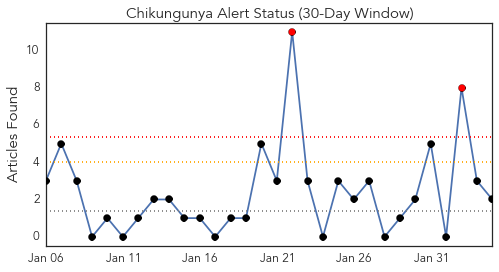 Chikungunya Alert Status (30-Day Window)
Articles Found
10
8
6
4
2
0
Jan 06 Jan 11 Jan 16 Jan 21 Jan 26 Jan 31